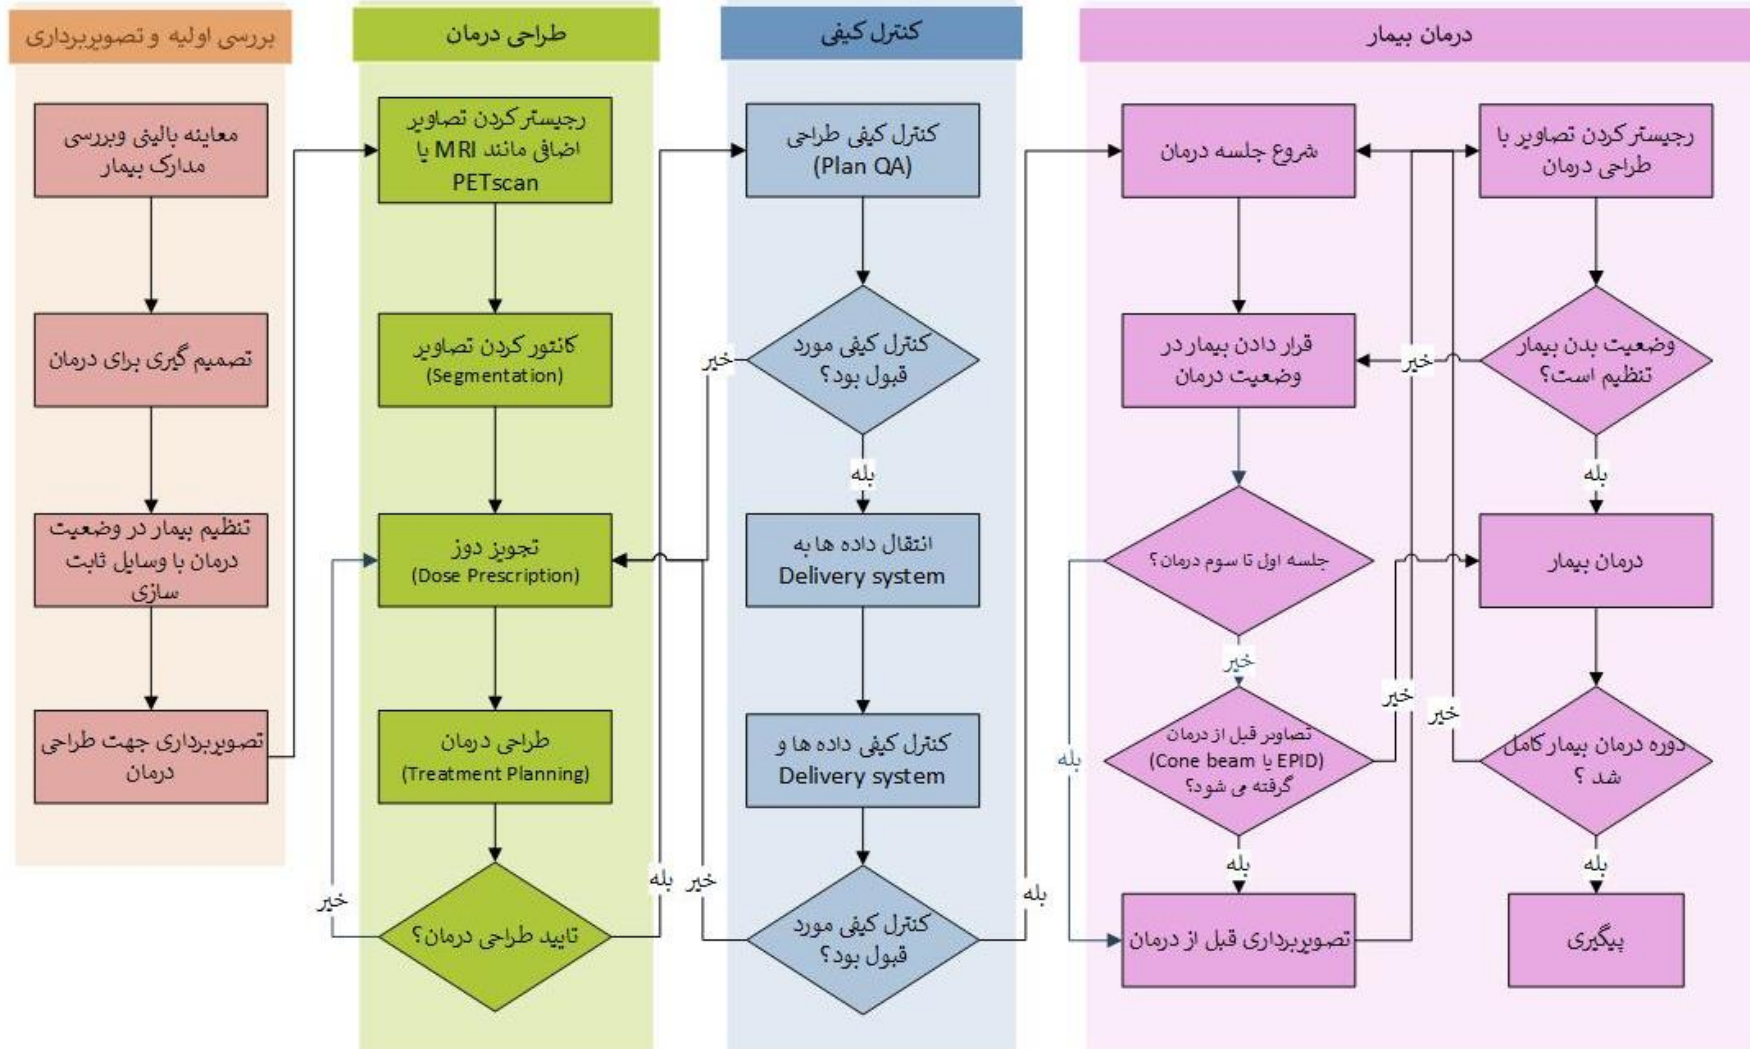 بررسی اولیه و تصویربرداری
معاینه بالینی وبررسی
مدارک بیمار
تصمیم گیری برای درمان
تنظیم بیمار در وضعیت
درمان با وسایل ثابت
سازی
تصویربرداری جهت طراحی
درمان
طراحی درمان
رجیستر کردن تصاویر
اضافی مانند MRI یا
PETscan
کانتور کردن تصاویر
(Segmentation)
تجویز دوز
(Dose Prescription)
طراحی درمان
(Treatment Planning)
تایید طراحی درمان؟
خیر
بله
کنترل کیفی
کنترل کیفی طراحی
(Plan QA)
کنترل کیفی مورد
قبول بود؟
خیر
بله
انتقال داده ها به
Delivery system
کنترل کیفی داده ها و
Delivery system
کنترل کیفی مورد
قبول بود؟
خیر
بله
درمان بیمار
شروع جلسه درمان
قرار دادن بیمار در
وضعیت درمان
جلسه اول تا سوم درمان؟
خیر
بله
تصاویر قبل از درمان
(Cone beam یا EPID)
گرفته می شود؟
خیر
بله
تصویربرداری قبل از درمان
رجیستر کردن تصاویر با
طراحی درمان
وضعیت بدن بیمار
تنظیم است؟
خیر
بله
درمان بیمار
دوره درمان بیمار کامل
شد ؟
خیر
بله
پیگیری